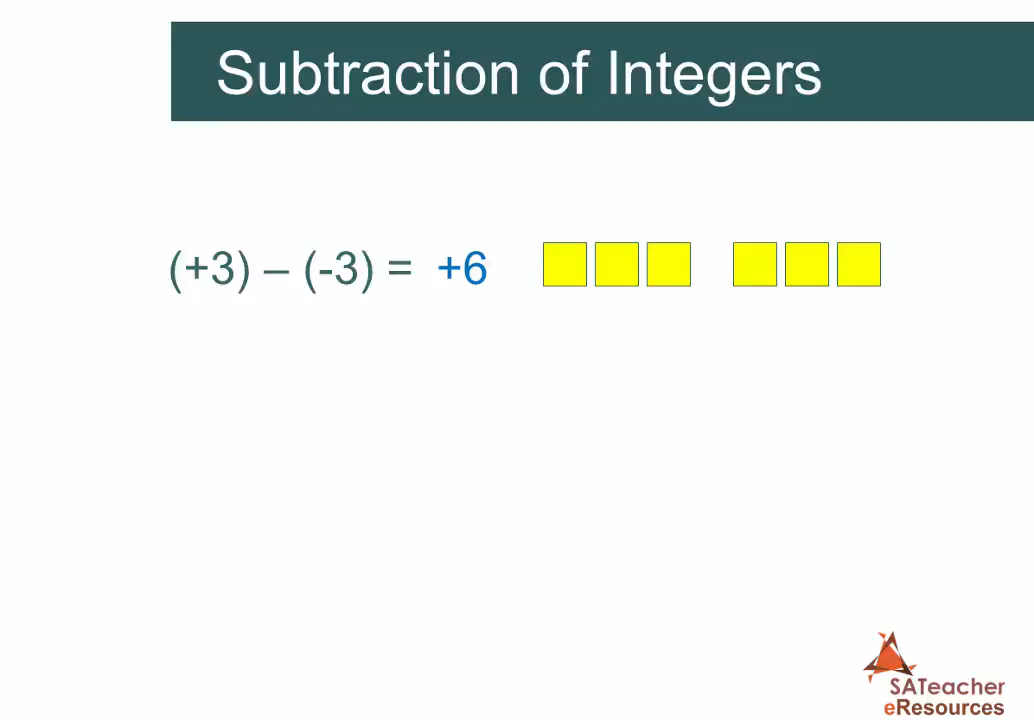 Subtraction of Integers
(+3) – (-3) = +6
SATeacher
eResources